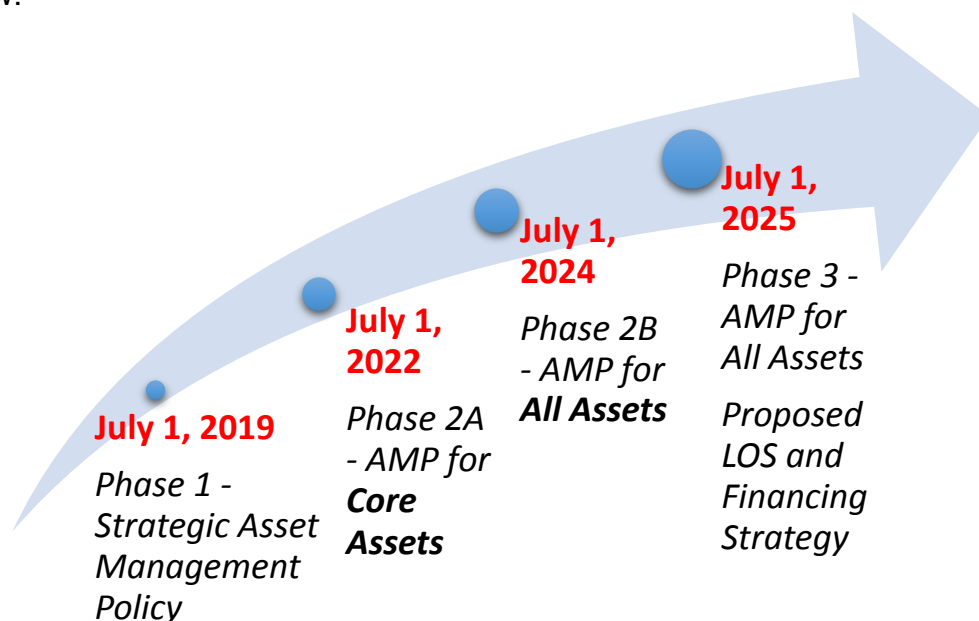 July 1, 2019
Phase 1 -
Strategic Asset
Management
Policy
July 1,
2022
Phase 2A
- AMP for
Core
Assets
July 1,
2024
Phase 2B
- AMP for
All Assets
July 1,
2025
Phase 3 -
AMP for
All Assets
Proposed
LOS and
Financing
Strategy